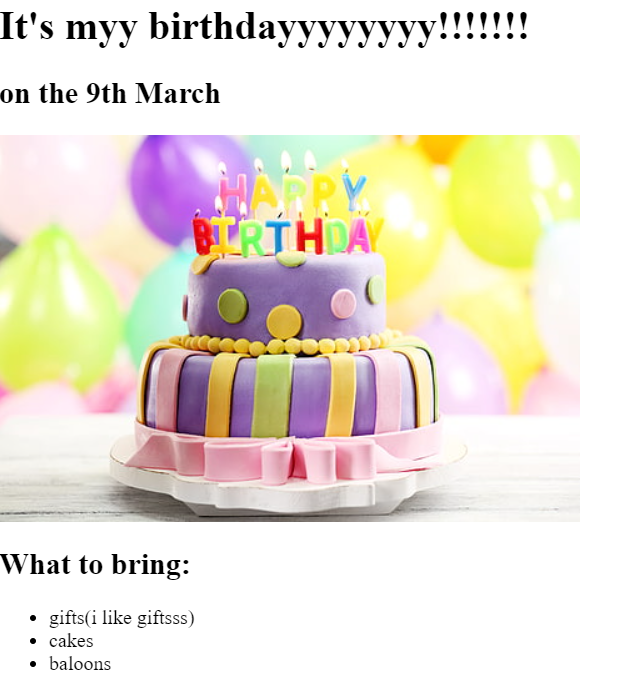 It's myy birthdayyyyyyyy!!!!!!!
on the 9th March
HAPPY
BIRTHDAY
What to bring:
gifts(i like giftsss)
cakes
baloons